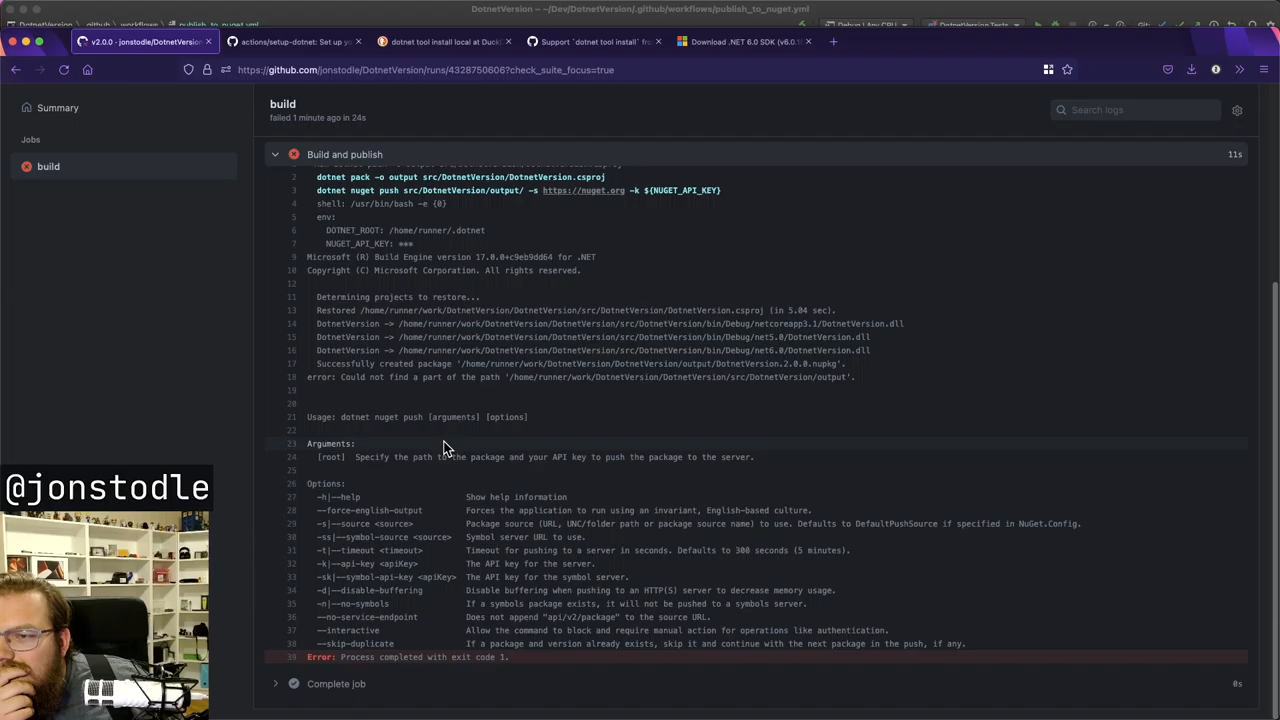 DotnetVersion – ~/Dev/DotnetVersion/.github/workflows/publish_to_nuget.yml
DotnetVersion github workflows publish_to_nuget.yml Debug | Any CPU DotnetVersion Tests Git:
v2.0.0 · jonstodle/DotnetVersion
actions/setup-dotnet: Set up yo
dotnet tool install local at Duck
Support `dotnet tool install` fro
Download .NET 6.0 SDK (v6.0.1
https://github.com/jonstodle/DotnetVersion/runs/4328750606?check_suite_focus=true
Summary
Jobs
build
build
failed 1 minute ago in 24s
Search logs
Build and publish 11s
2 dotnet pack -o output src/DotnetVersion/DotnetVersion.csproj
3 dotnet nuget push src/DotnetVersion/output/ -s https://nuget.org -k ${NUGET_API_KEY}
4 shell: /usr/bin/bash -e {0}
5 env:
6 DOTNET_ROOT: /home/runner/.dotnet
7 NUGET_API_KEY: ***
9 Microsoft (R) Build Engine version 17.0.0+c9eb9dd64 for .NET
10 Copyright (C) Microsoft Corporation. All rights reserved.
12
11 Determining projects to restore...
13 Restored /home/runner/work/DotnetVersion/DotnetVersion/src/DotnetVersion/DotnetVersion.csproj (in 5.04 sec).
14 DotnetVersion -> /home/runner/work/DotnetVersion/DotnetVersion/src/DotnetVersion/bin/Debug/netcoreapp3.1/DotnetVersion.dll
15 DotnetVersion -> /home/runner/work/DotnetVersion/DotnetVersion/src/DotnetVersion/bin/Debug/net5.0/DotnetVersion.dll
16 DotnetVersion -> /home/runner/work/DotnetVersion/DotnetVersion/src/DotnetVersion/bin/Debug/net6.0/DotnetVersion.dll
17 Successfully created package '/home/runner/work/DotnetVersion/DotnetVersion/output/DotnetVersion.2.0.0.nupkg'.
18 error: Could not find a part of the path '/home/runner/work/DotnetVersion/DotnetVersion/src/DotnetVersion/output'.
19
20
21 Usage: dotnet nuget push [arguments] [options]
22
23 Arguments:
24 [root] Specify the path to the package and your API key to push the package to the server.
25
26 Options:
27 -h|--help Show help information
28 --force-english-output Forces the application to run using an invariant, English-based culture.
29 -s|--source <source> Package source (URL, UNC/folder path or package source name) to use. Defaults to DefaultPushSource if specified in NuGet.Config.
30 -ss|--symbol-source <source> Symbol server URL to use.
31 -t|--timeout <timeout> Timeout for pushing to a server in seconds. Defaults to 300 seconds (5 minutes).
32 -k|--api-key <apiKey> The API key for the server.
33 -sk|--symbol-api-key <apiKey> The API key for the symbol server.
34 -d|--disable-buffering Disable buffering when pushing to an HTTP(S) server to decrease memory usage.
35 -n|--no-symbols If a symbols package exists, it will not be pushed to a symbols server.
36 --no-service-endpoint Does not append "api/v2/package" to the source URL.
37 --interactive Allow the command to block and require manual action for operations like authentication.
38 --skip-duplicate If a package and version already exists, skip it and continue with the next package in the push, if any.
39 Error: Process completed with exit code 1.
Complete job 0s
@jonstodle